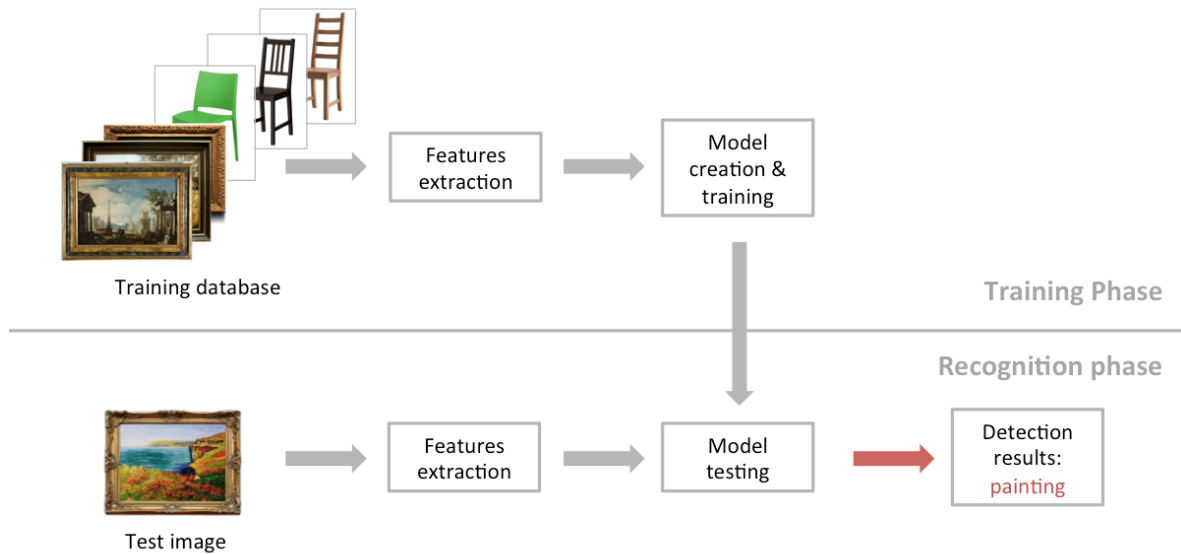 Features
extraction
Model
creation &
training
Training database
Training Phase
Recognition phase
Features
extraction
Model
testing
Detection
results:
painting
Test image